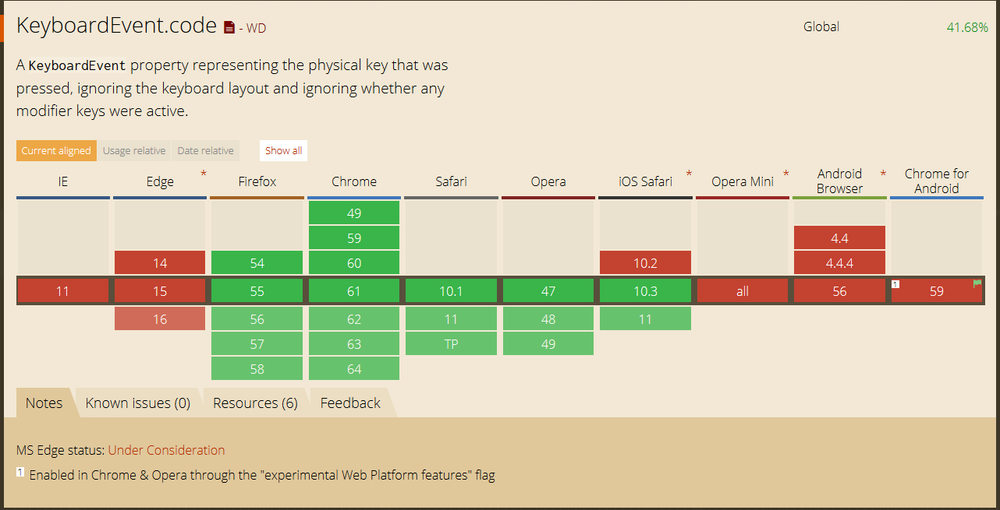 KeyboardEvent.code - WD Global 41.68%
A KeyboardEvent property representing the physical key that was
pressed, ignoring the keyboard layout and ignoring whether any
modifier keys were active.
Current aligned Usage relative Date relative Show all
IE Edge * Firefox Chrome Safari Opera iOS Safari * Opera Mini * Android Browser * Chrome for Android
49
59 4.4
14 54 60 10.2 4.4.4
11 15 55 61 10.1 47 10.3 all 56 1 59
16 56 62 11 48 11
57 63 TP 49
58 64
Notes Known issues (0) Resources (6) Feedback
MS Edge status: Under Consideration
1 Enabled in Chrome & Opera through the "experimental Web Platform features" flag